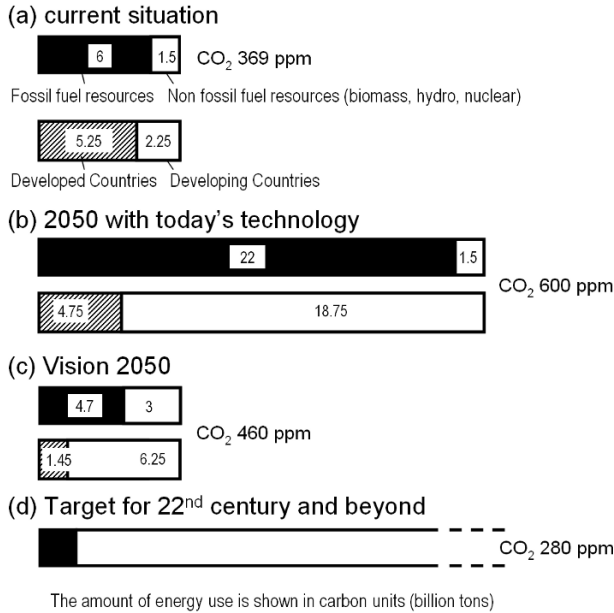 (a) current situation
6 1.5 CO₂ 369 ppm
Fossil fuel resources Non fossil fuel resources (biomass, hydro, nuclear)
5.25 2.25
Developed Countries Developing Countries
(b) 2050 with today's technology
22 1.5
CO₂ 600 ppm
4.75 18.75
(c) Vision 2050
4.7 3
CO₂ 460 ppm
1.45 6.25
(d) Target for 22ⁿᵈ century and beyond
CO₂ 280 ppm
The amount of energy use is shown in carbon units (billion tons)